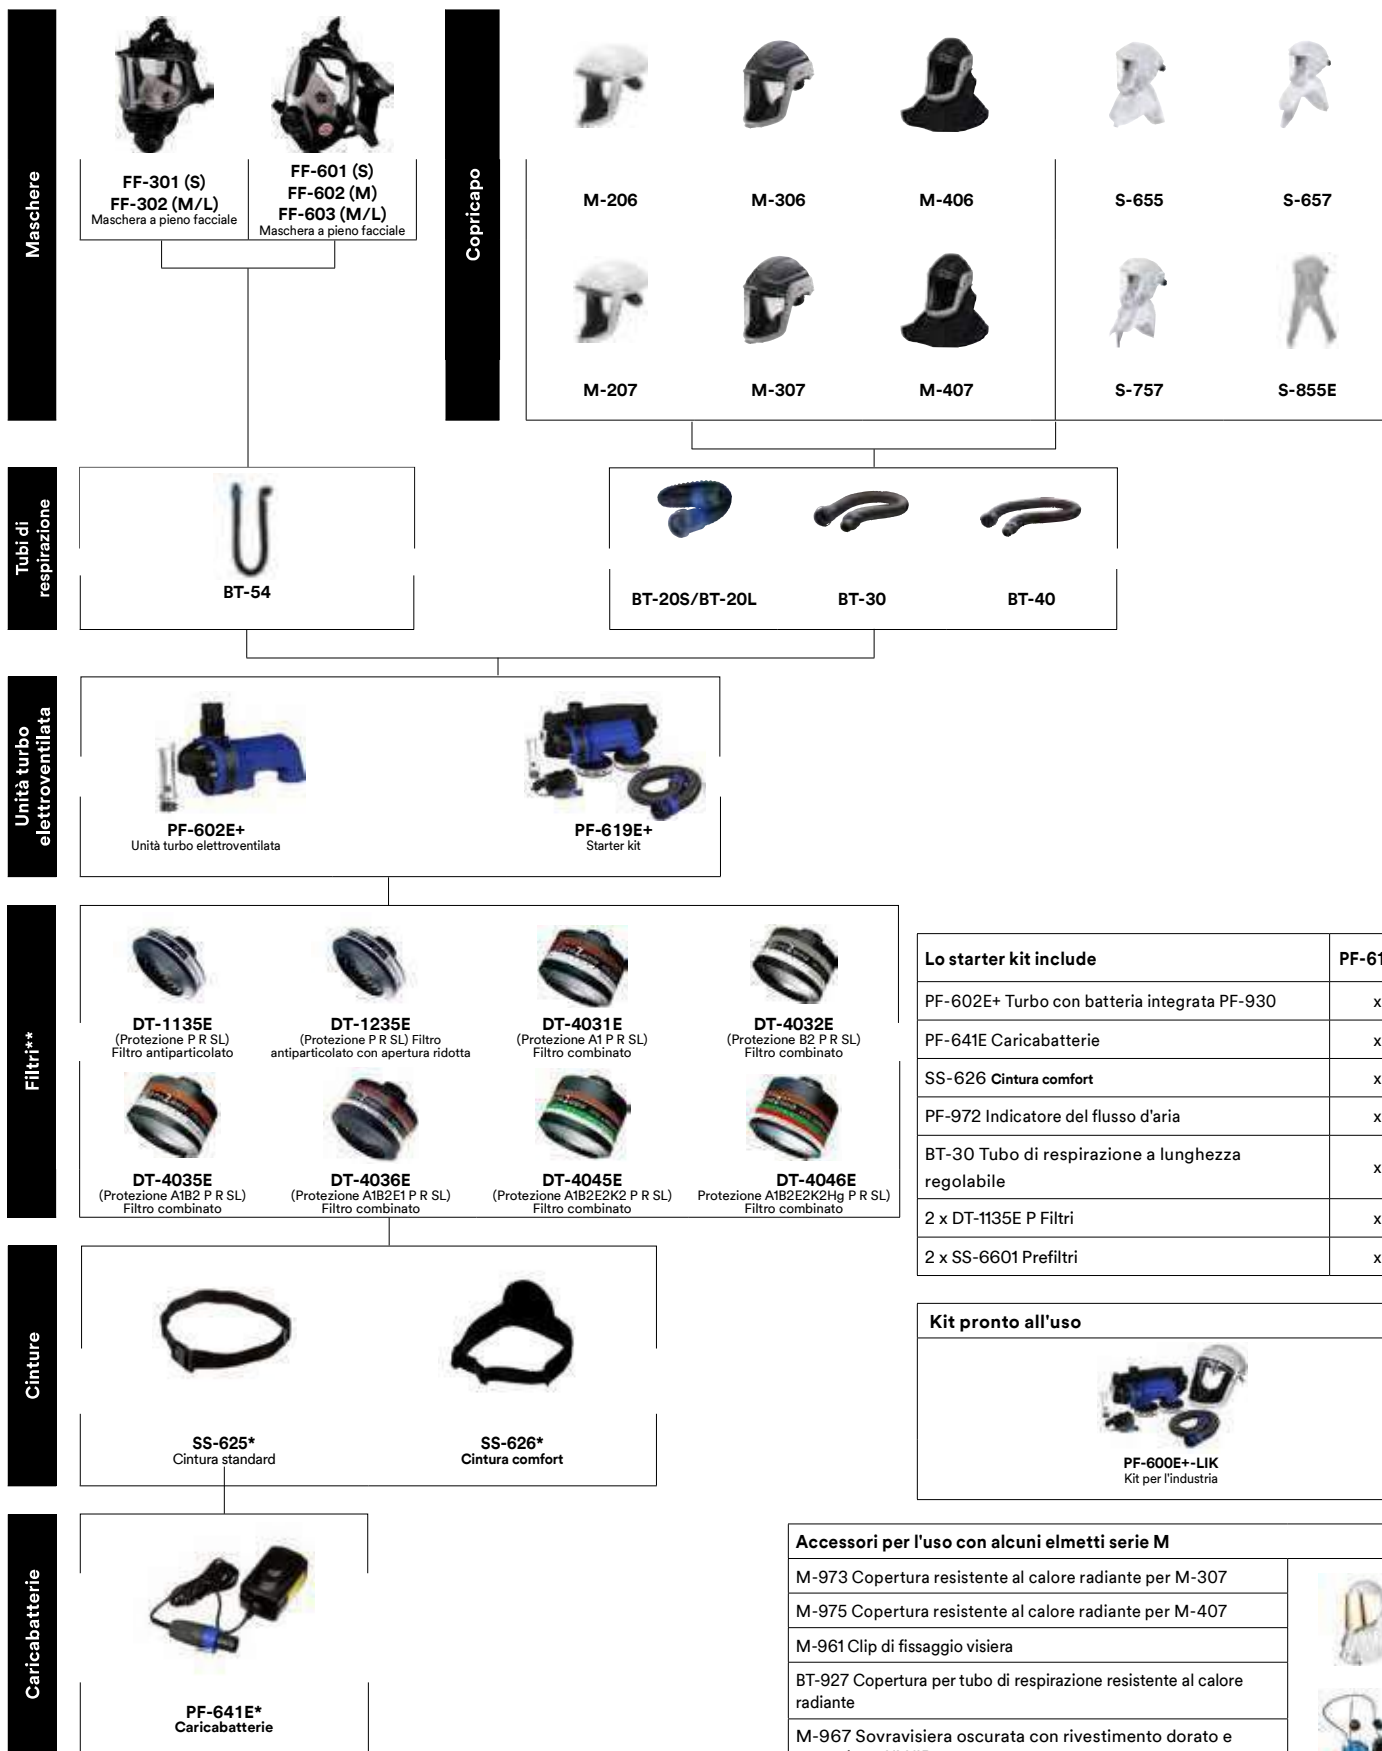 Maschere
FF-301 (S)
FF-302 (M/L)
Maschera a pieno facciale
FF-601 (S)
FF-602 (M)
FF-603 (M/L)
Maschera a pieno facciale
Copricapo
M-206
M-306
M-406
S-655
S-657
M-207
M-307
M-407
S-757
S-855E
Tubi di
respirazione
BT-54
BT-20S/BT-20L
BT-30
BT-40
Unità turbo
elettroventilata
PF-602E+
Unità turbo elettroventilata
PF-619E+
Starter kit
Filtri**
DT-1135E
(Protezione P R SL)
Filtro antiparticolato
DT-1235E
(Protezione P R SL) Filtro
antiparticolato con apertura ridotta
DT-4031E
(Protezione A1 P R SL)
Filtro combinato
DT-4032E
(Protezione B2 P R SL)
Filtro combinato
DT-4035E
(Protezione A1B2 P R SL)
Filtro combinato
DT-4036E
(Protezione A1B2E1 P R SL)
Filtro combinato
DT-4045E
(Protezione A1B2E2K2 P R SL)
Filtro combinato
DT-4046E
Protezione A1B2E2K2Hg P R SL)
Filtro combinato
Lo starter kit include PF-61
PF-602E+ Turbo con batteria integrata PF-930 x
PF-641E Caricabatterie x
SS-626 Cintura comfort x
PF-972 Indicatore del flusso d'aria x
BT-30 Tubo di respirazione a lunghezza
regolabile x
2 x DT-1135E P Filtri x
2 x SS-6601 Prefiltri x
Cinture
SS-625*
Cintura standard
SS-626*
Cintura comfort
Kit pronto all'uso
PF-600E+-LIK
Kit per l'industria
Caricabatterie
PF-641E*
Caricabatterie
Accessori per l'uso con alcuni elmetti serie M
M-973 Copertura resistente al calore radiante per M-307
M-975 Copertura resistente al calore radiante per M-407
M-961 Clip di fissaggio visiera
BT-927 Copertura per tubo di respirazione resistente al calore
radiante
M-967 Sovravisiera oscurata con rivestimento dorato e